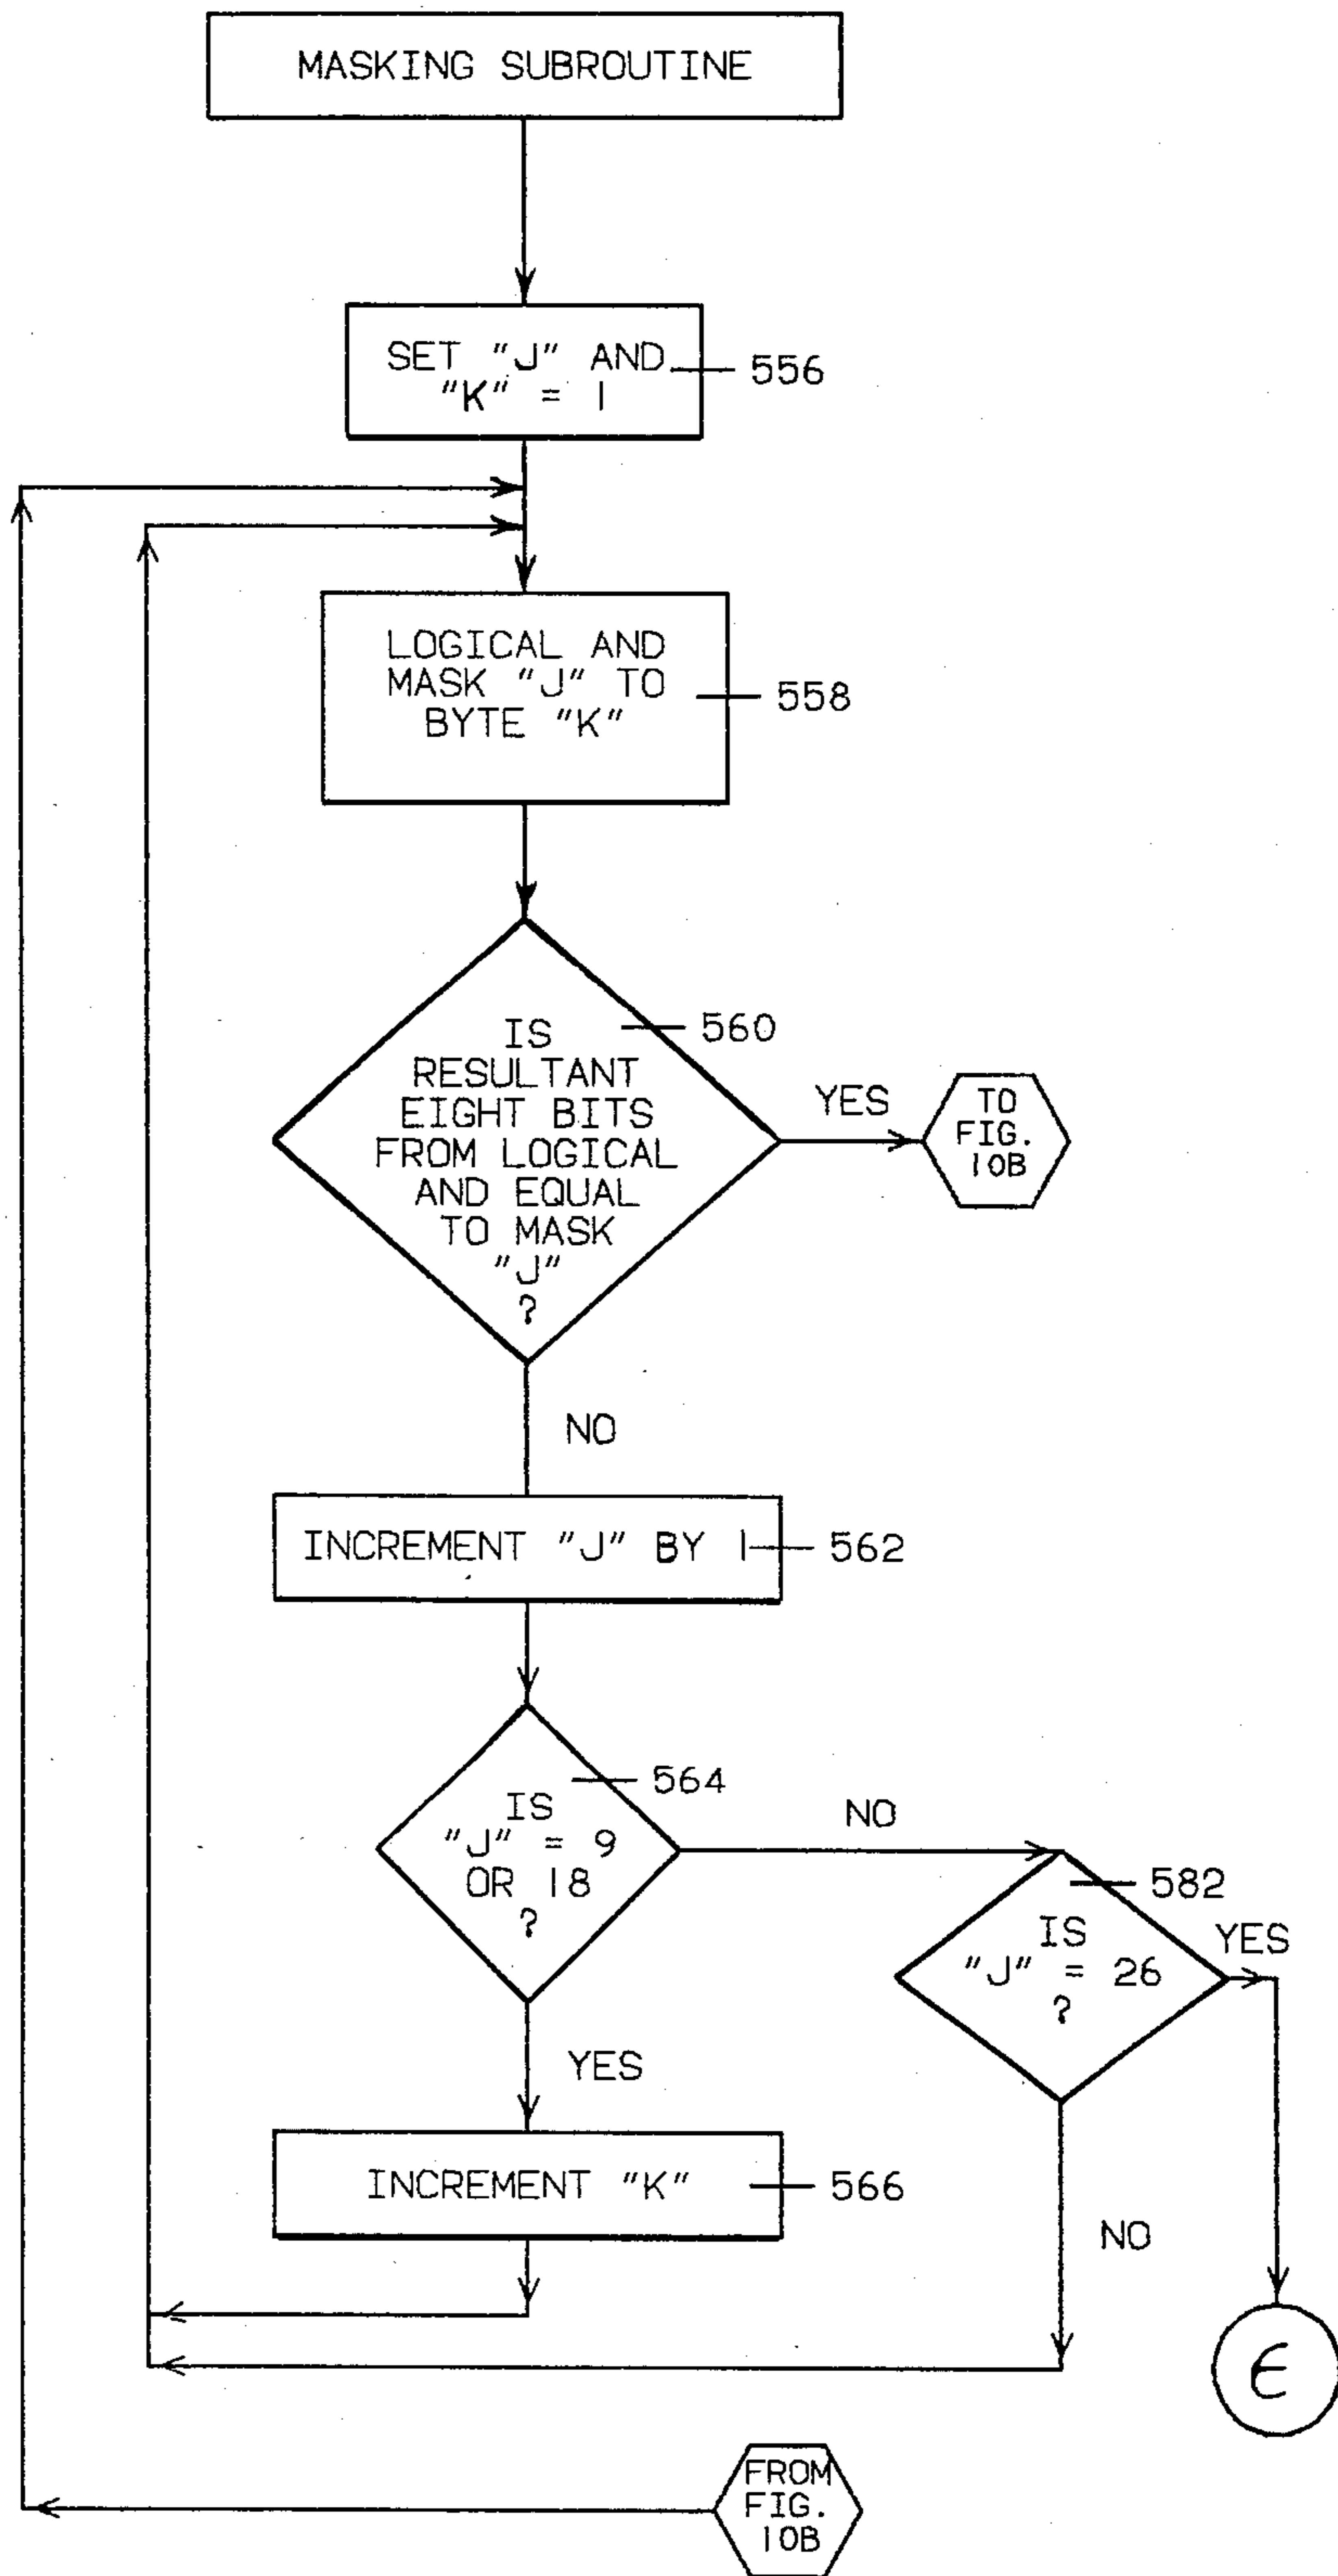 MASKING SUBROUTINE
SET "J" AND
"K" = 1
556
LOGICAL AND
MASK "J" TO
BYTE "K"
558
IS
RESULTANT
EIGHT BITS
FROM LOGICAL
AND EQUAL
TO MASK
"J"
?
560
YES
TO
FIG.
10B
NO
INCREMENT "J" BY 1
562
IS
"J" = 9
OR 18
?
564
NO
IS
"J" = 26
?
582
YES
YES
INCREMENT "K"
566
NO
E
FROM
FIG.
10B